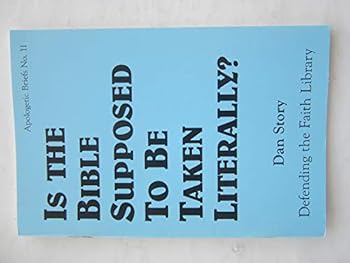 Apologetic Briefs No. 11
IS THE
BIBLE
SUPPOSED
TO BE
TAKEN
LITERALLY?
Dan Story
Defending the Faith Library